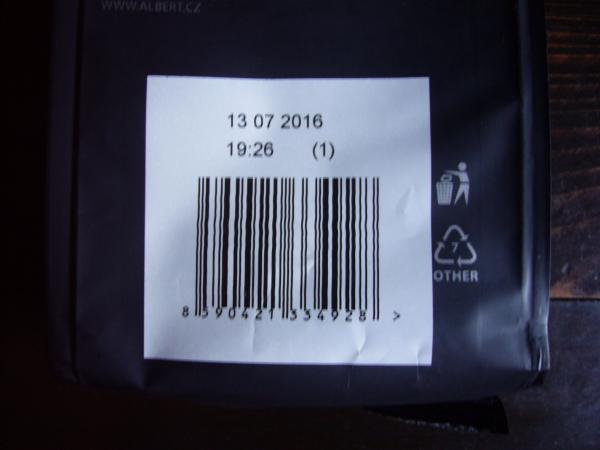 WWW.ALBERT.CZ
13 07 2016
19:26 (1)
7
OTHER
8 590421 334928 >